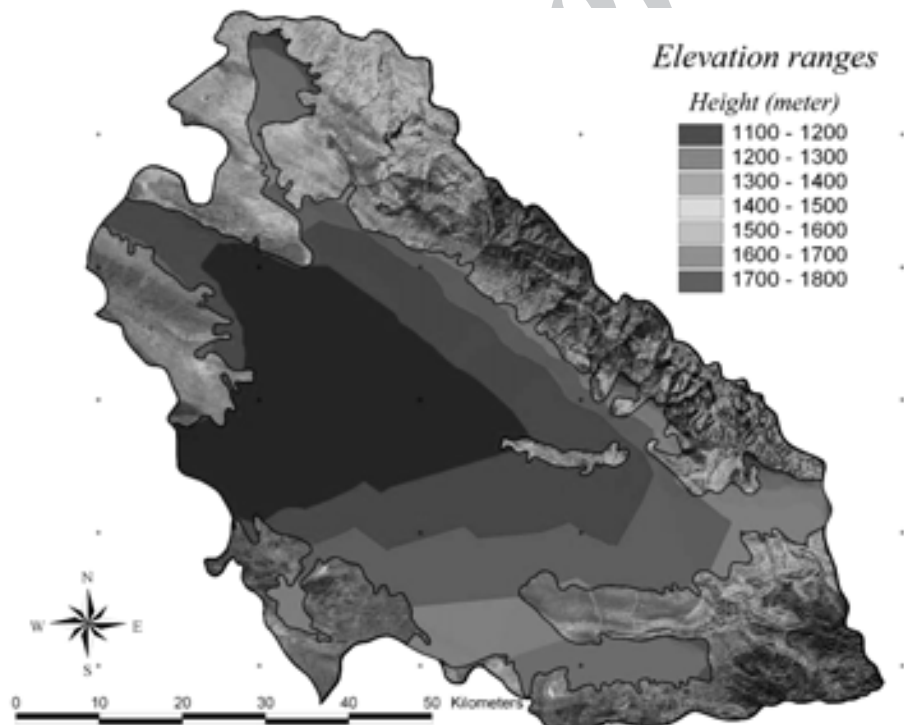 Elevation ranges
Height (meter)
1100 - 1200
1200 - 1300
1300 - 1400
1400 - 1500
1500 - 1600
1600 - 1700
1700 - 1800
N
W E
S
0 10 20 30 40 50 Kilometers